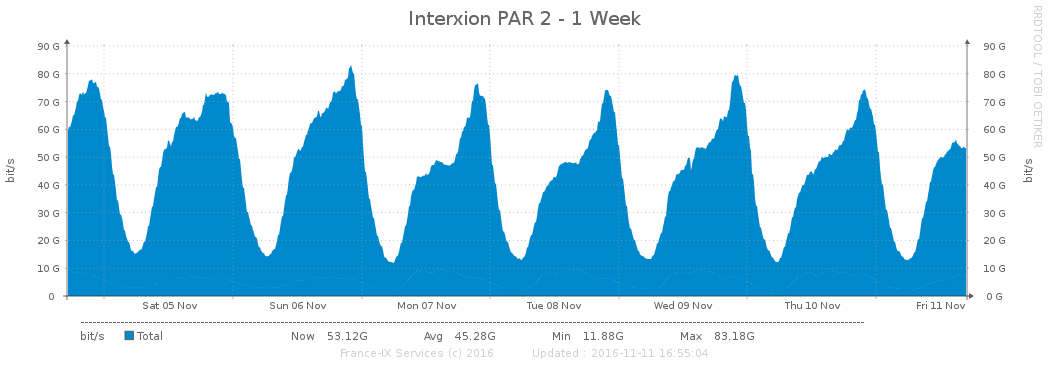 Interxion PAR 2 - 1 Week
RRDTOOL / TOBI OETIKER
90 G 90 G
80 G 80 G
70 G 70 G
60 G 60 G
50 G 50 G
40 G 40 G
30 G 30 G
20 G 20 G
10 G 10 G
0 0 G
bit/s bit/s
Sat 05 Nov Sun 06 Nov Mon 07 Nov Tue 08 Nov Wed 09 Nov Thu 10 Nov Fri 11 Nov
bit/s Total Now 53.12G Avg 45.28G Min 11.88G Max 83.18G
France-IX Services (c) 2016 Updated : 2016-11-11 16:55:04